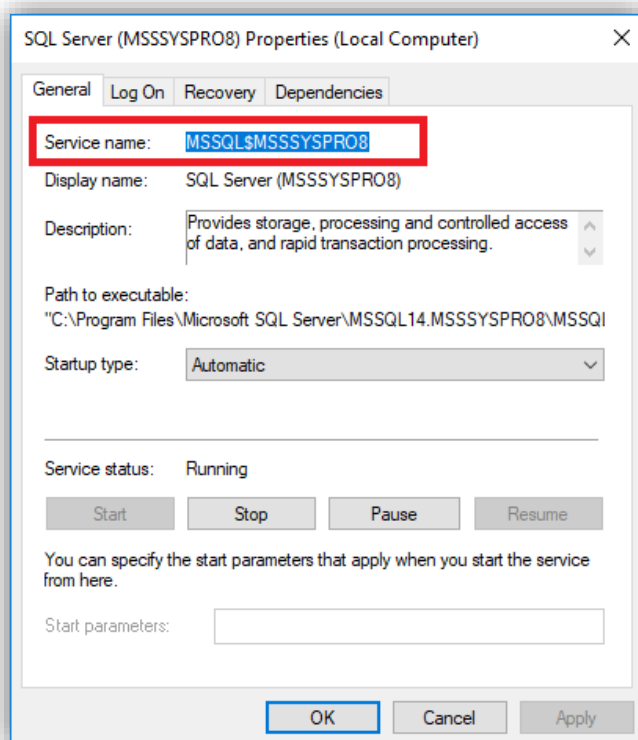 SQL Server (MSSSYSPRO8) Properties (Local Computer)
General Log On Recovery Dependencies
Service name: MSSQL$MSSSYSPRO8
Display name: SQL Server (MSSSYSPRO8)
Description: Provides storage, processing and controlled access
of data, and rapid transaction processing.
Path to executable:
"C:\Program Files\Microsoft SQL Server\MSSQL14.MSSSYSPRO8\MSSQL
Startup type: Automatic
Service status: Running
Start Stop Pause Resume
You can specify the start parameters that apply when you start the service
from here.
Start parameters:
OK Cancel Apply